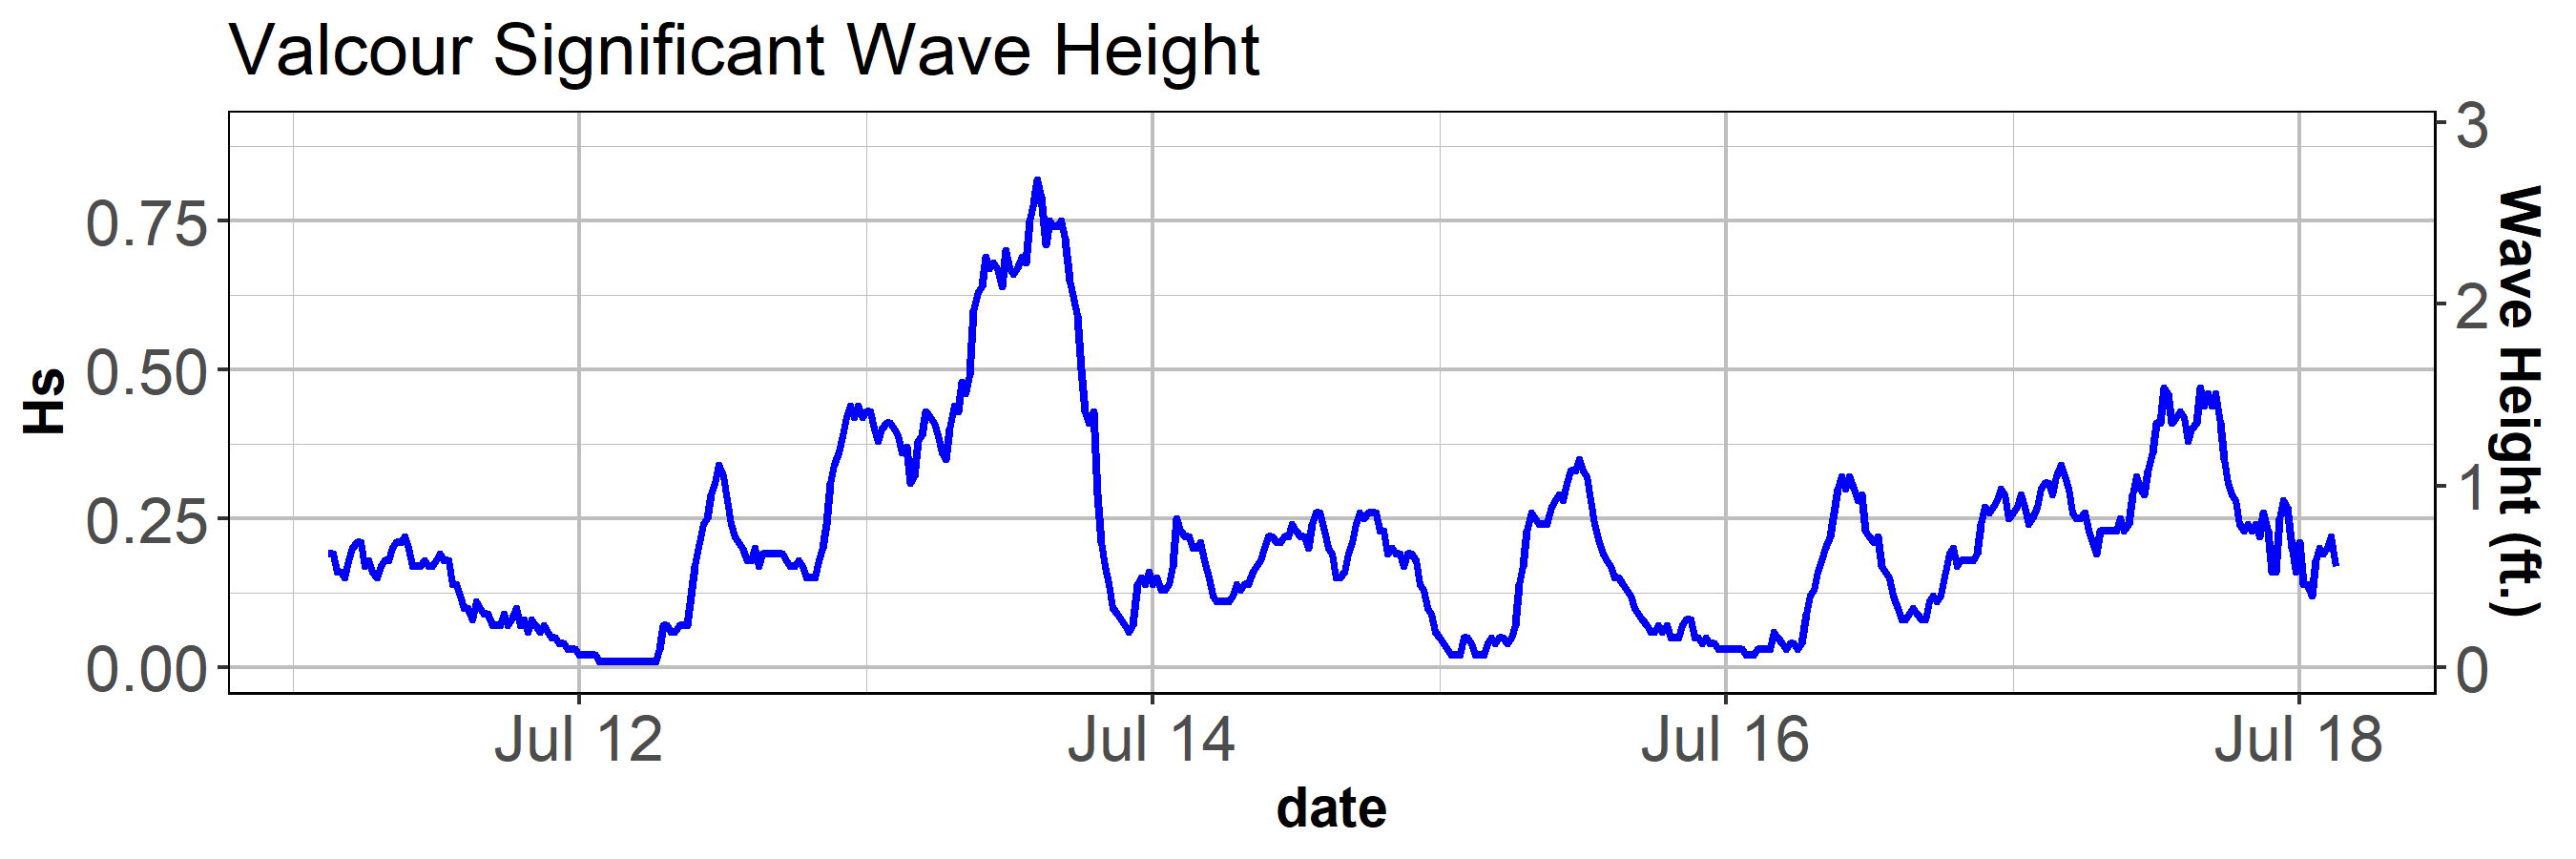 Valcour Significant Wave Height
Hs
0.75
0.50
0.25
0.00
3
2
1
0
Wave Height (ft.)
Jul 12
Jul 14
Jul 16
Jul 18
date